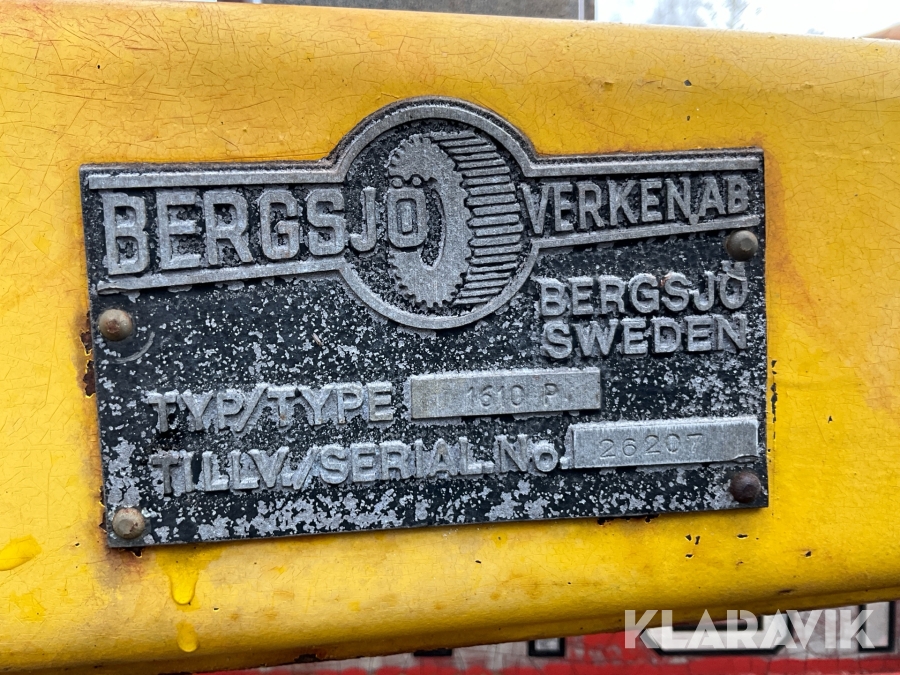 BERGSJÖ VERKEN AB
BERGSJÖ
SWEDEN
TYP/TYPE 1610 P
TILLV./SERIAL.No. 26207
KLARAVIK